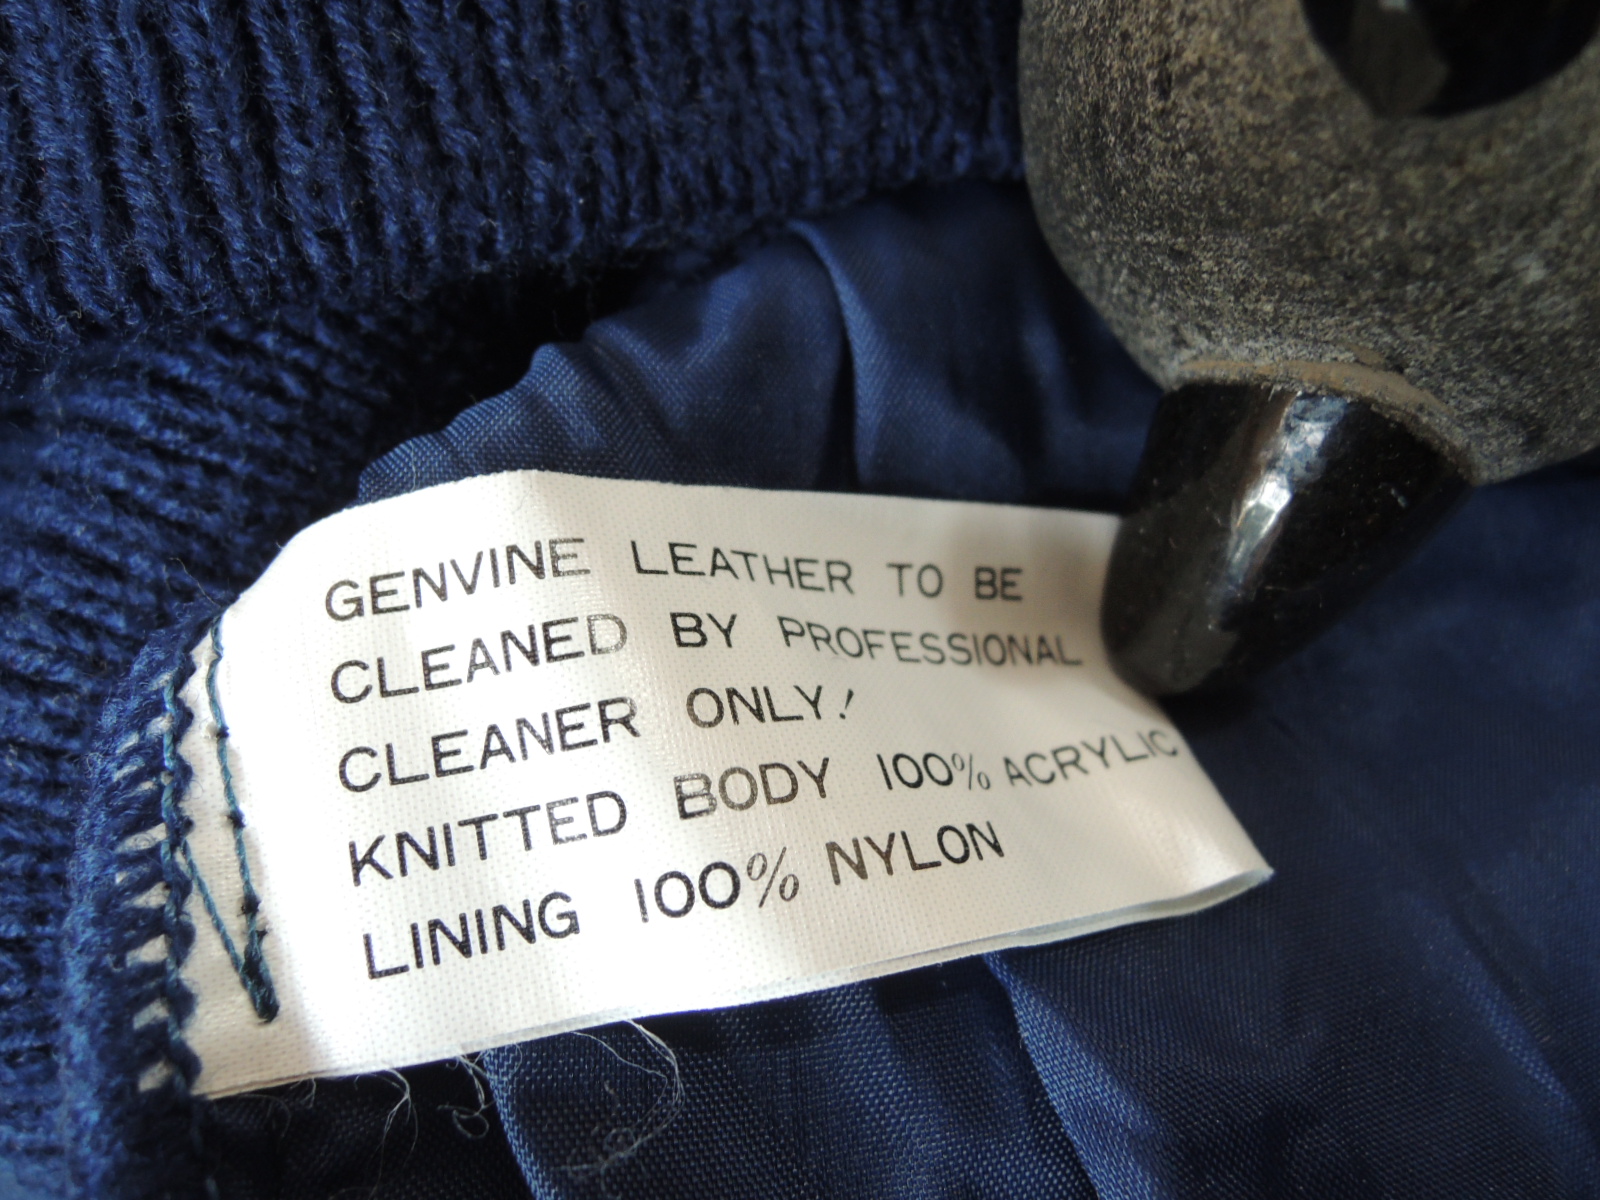 GENVINE LEATHER TO BE
CLEANED BY PROFESSIONAL
CLEANER ONLY!
KNITTED BODY 100% ACRYLIC
LINING 100% NYLON